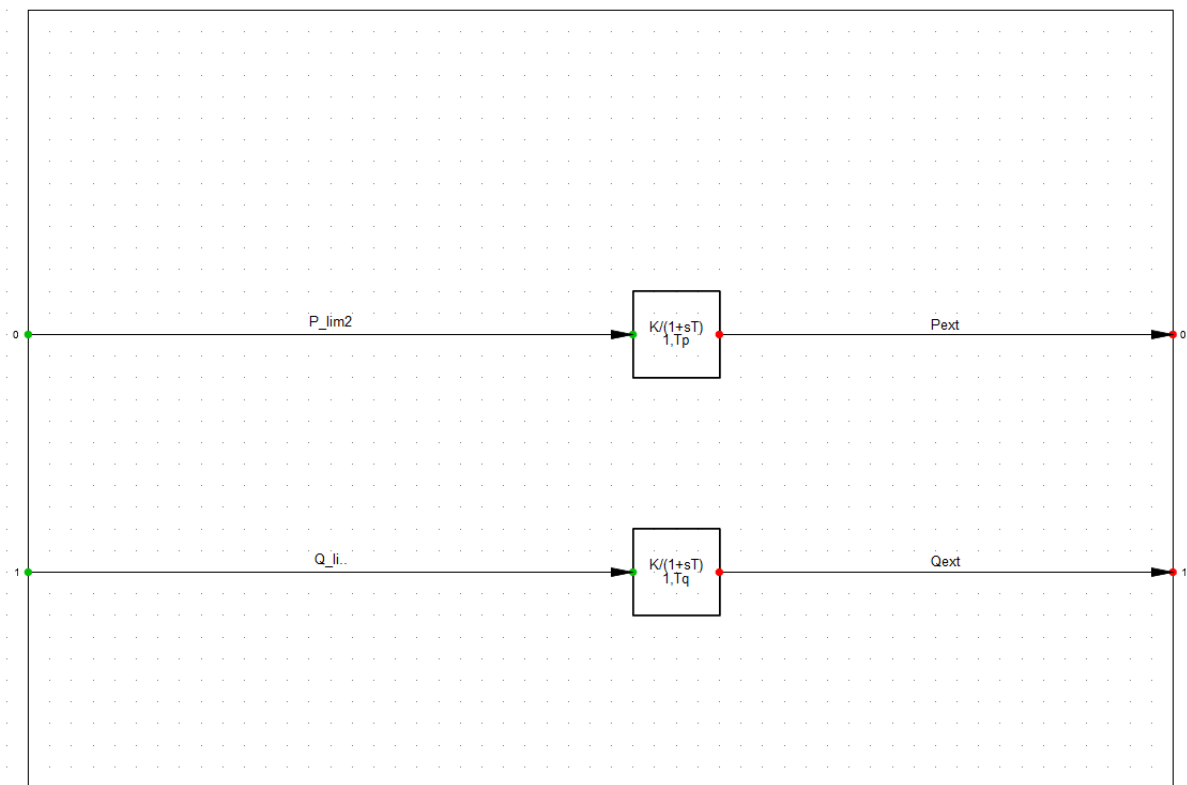 P_lim2
0
K/(1+sT)
1,Tp
Pext
0
Q_li..
1
K/(1+sT)
1,Tq
Qext
1